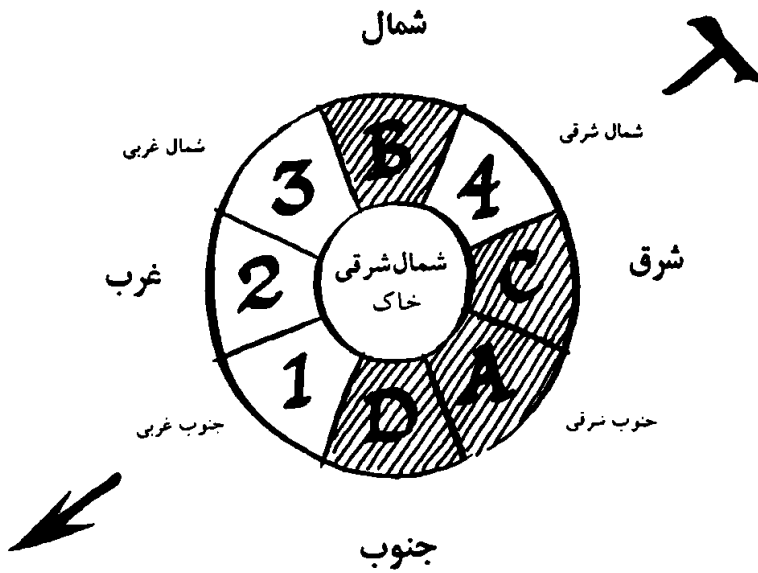 شمال
شمال غربی
شمال شرقی
B
3
4
غرب
2
شمال شرقی
خاک
C
شرق
1
D
A
جنوب غربی
جنوب شرقی
جنوب